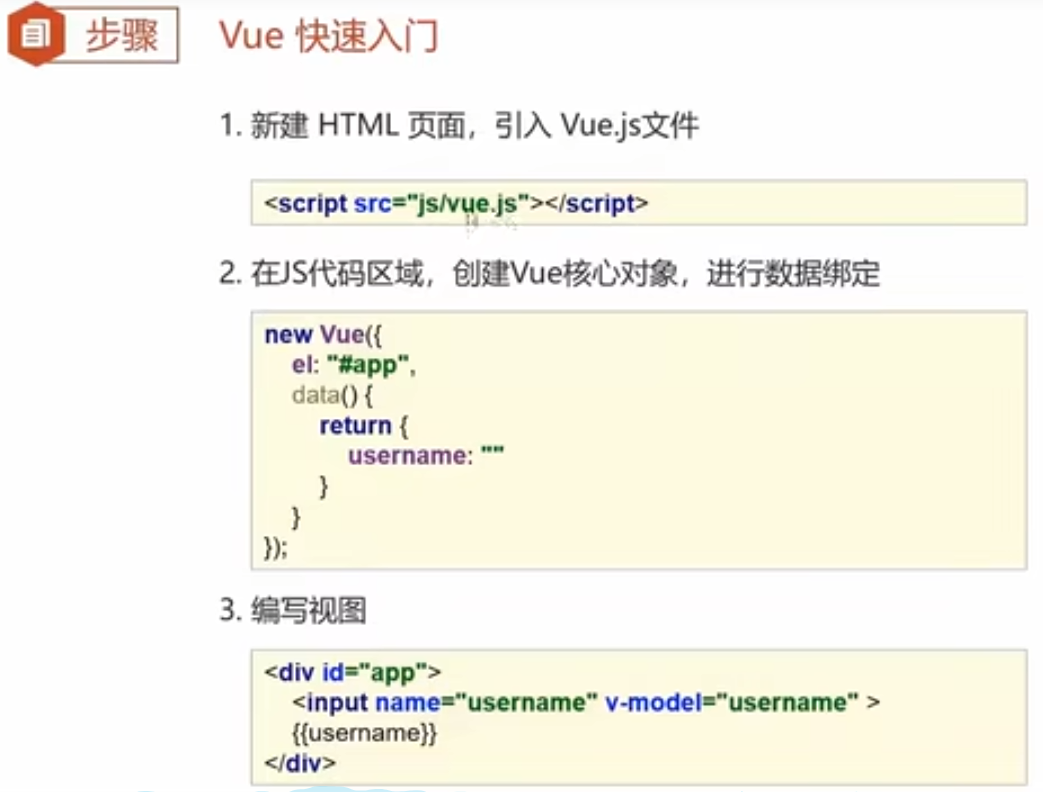 步骤
Vue 快速入门
1. 新建 HTML 页面，引入 Vue.js文件
<script src="js/vue.js"></script>
2. 在JS代码区域，创建Vue核心对象，进行数据绑定
new Vue({
el: "#app",
data() {
return {
username: ""
}
}
});
3. 编写视图
<div id="app">
<input name="username" v-model="username" >
{{username}}
</div>